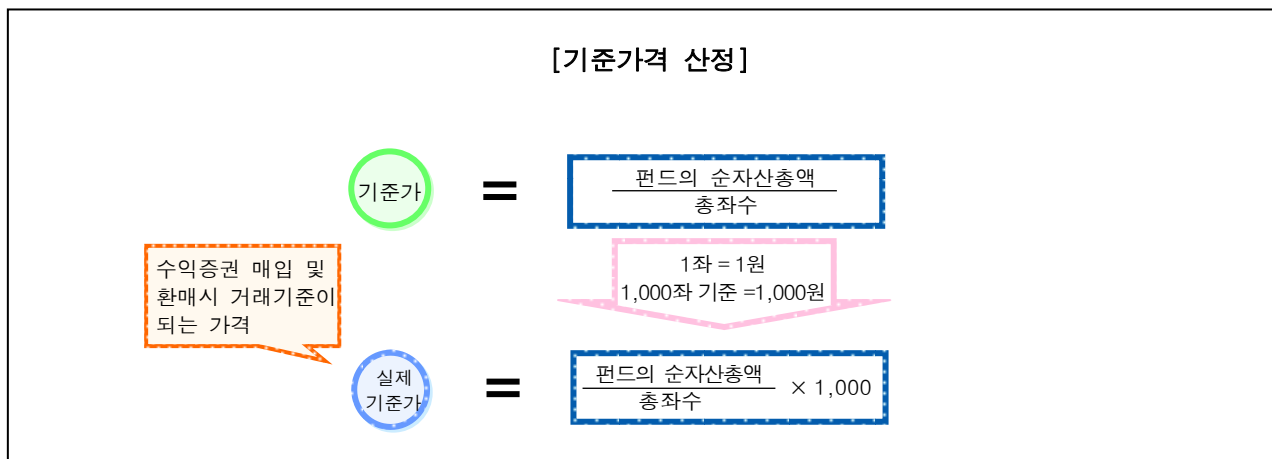 [기준가격 산정]
기준가
=
펀드의 순자산총액
총좌수
수익증권 매입 및
환매시 거래기준이
되는 가격
1좌 = 1원
1,000좌 기준 =1,000원
실제
기준가
=
펀드의 순자산총액
총좌수
× 1,000